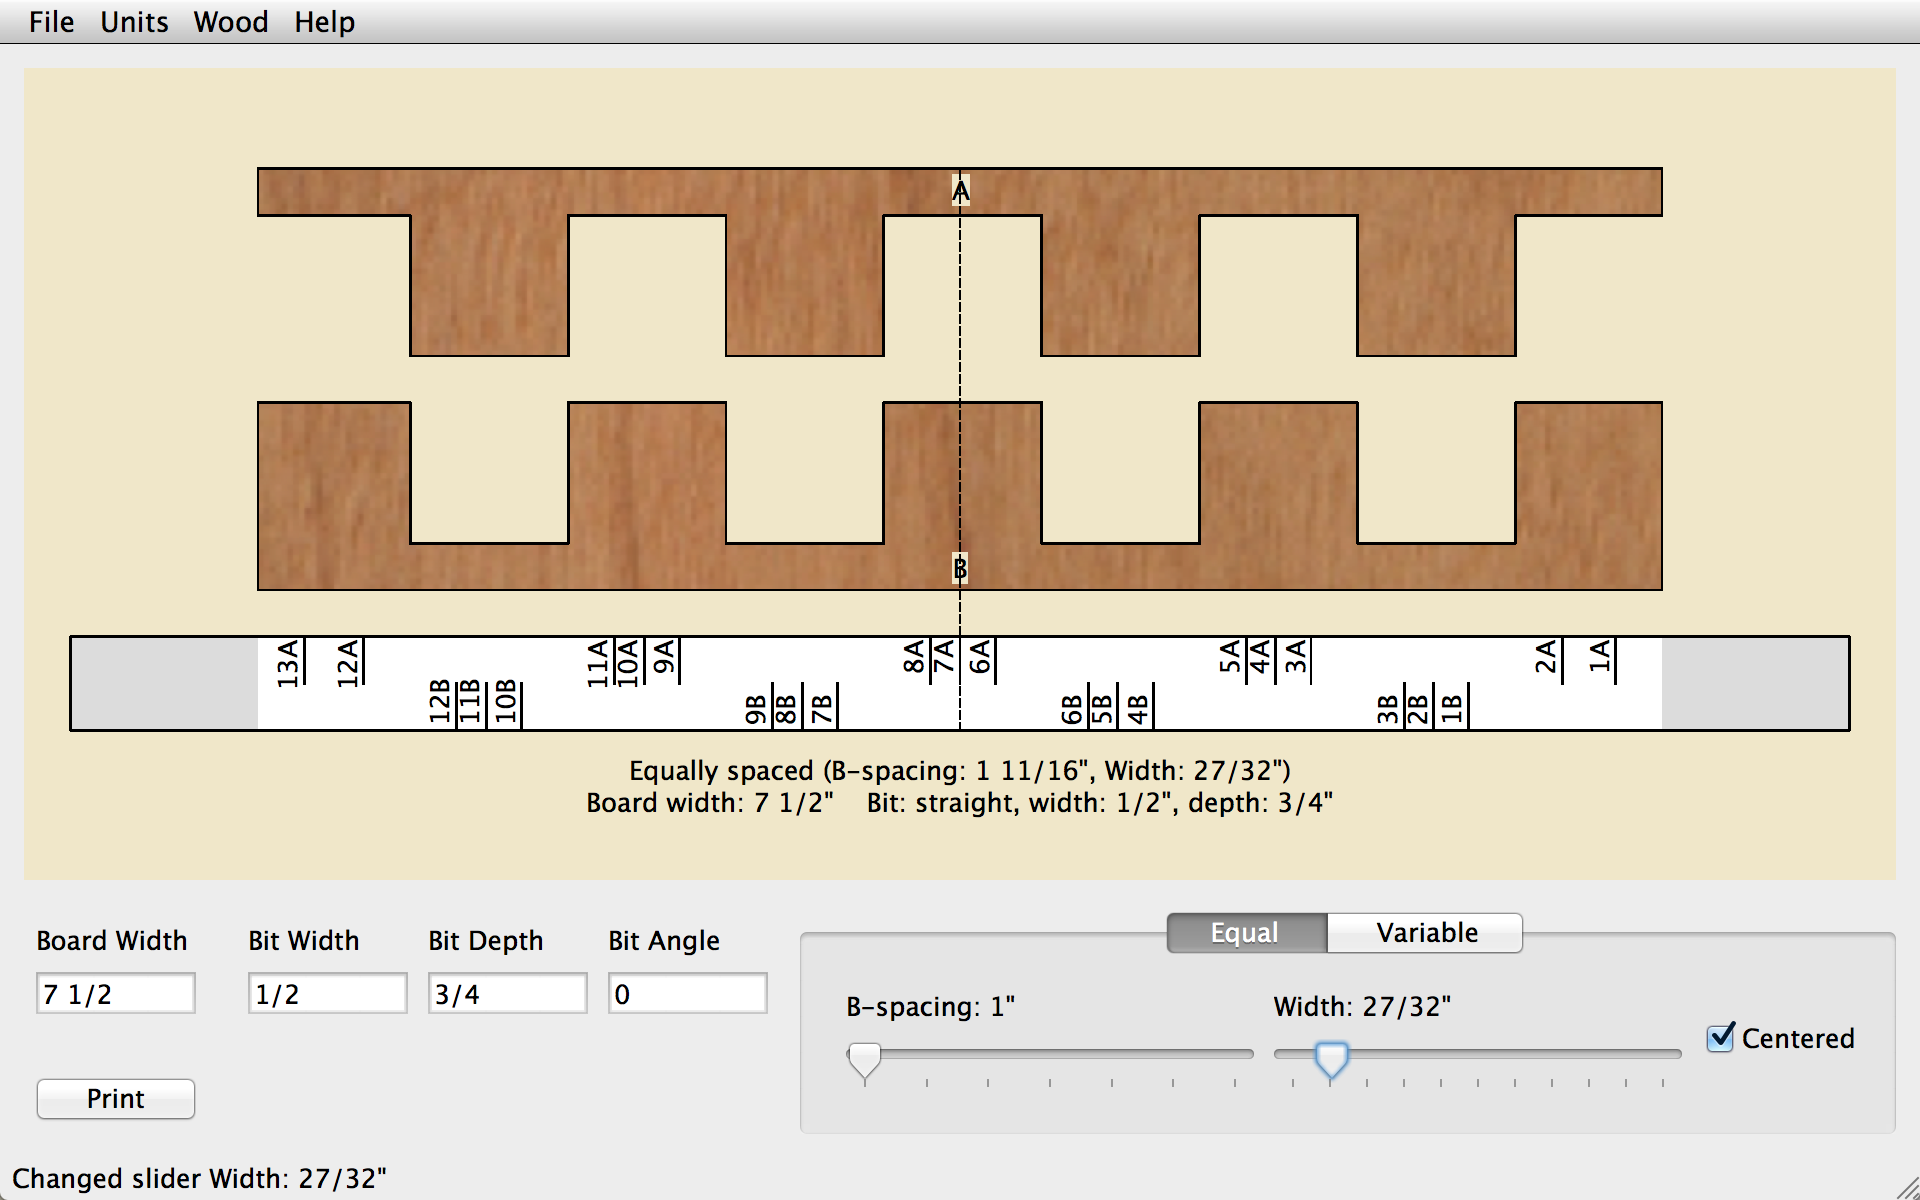 File Units Wood Help
A
B
13A 12A 11A 10A 9A 8A 7A 6A 5A 4A 3A 2A 1A
12B 11B 10B 9B 8B 7B 6B 5B 4B 3B 2B 1B
Equally spaced (B-spacing: 1 11/16", Width: 27/32")
Board width: 7 1/2" Bit: straight, width: 1/2", depth: 3/4"
Equal Variable
Board Width Bit Width Bit Depth Bit Angle
7 1/2 1/2 3/4 0
B-spacing: 1" Width: 27/32"
Centered
Print
Changed slider Width: 27/32"